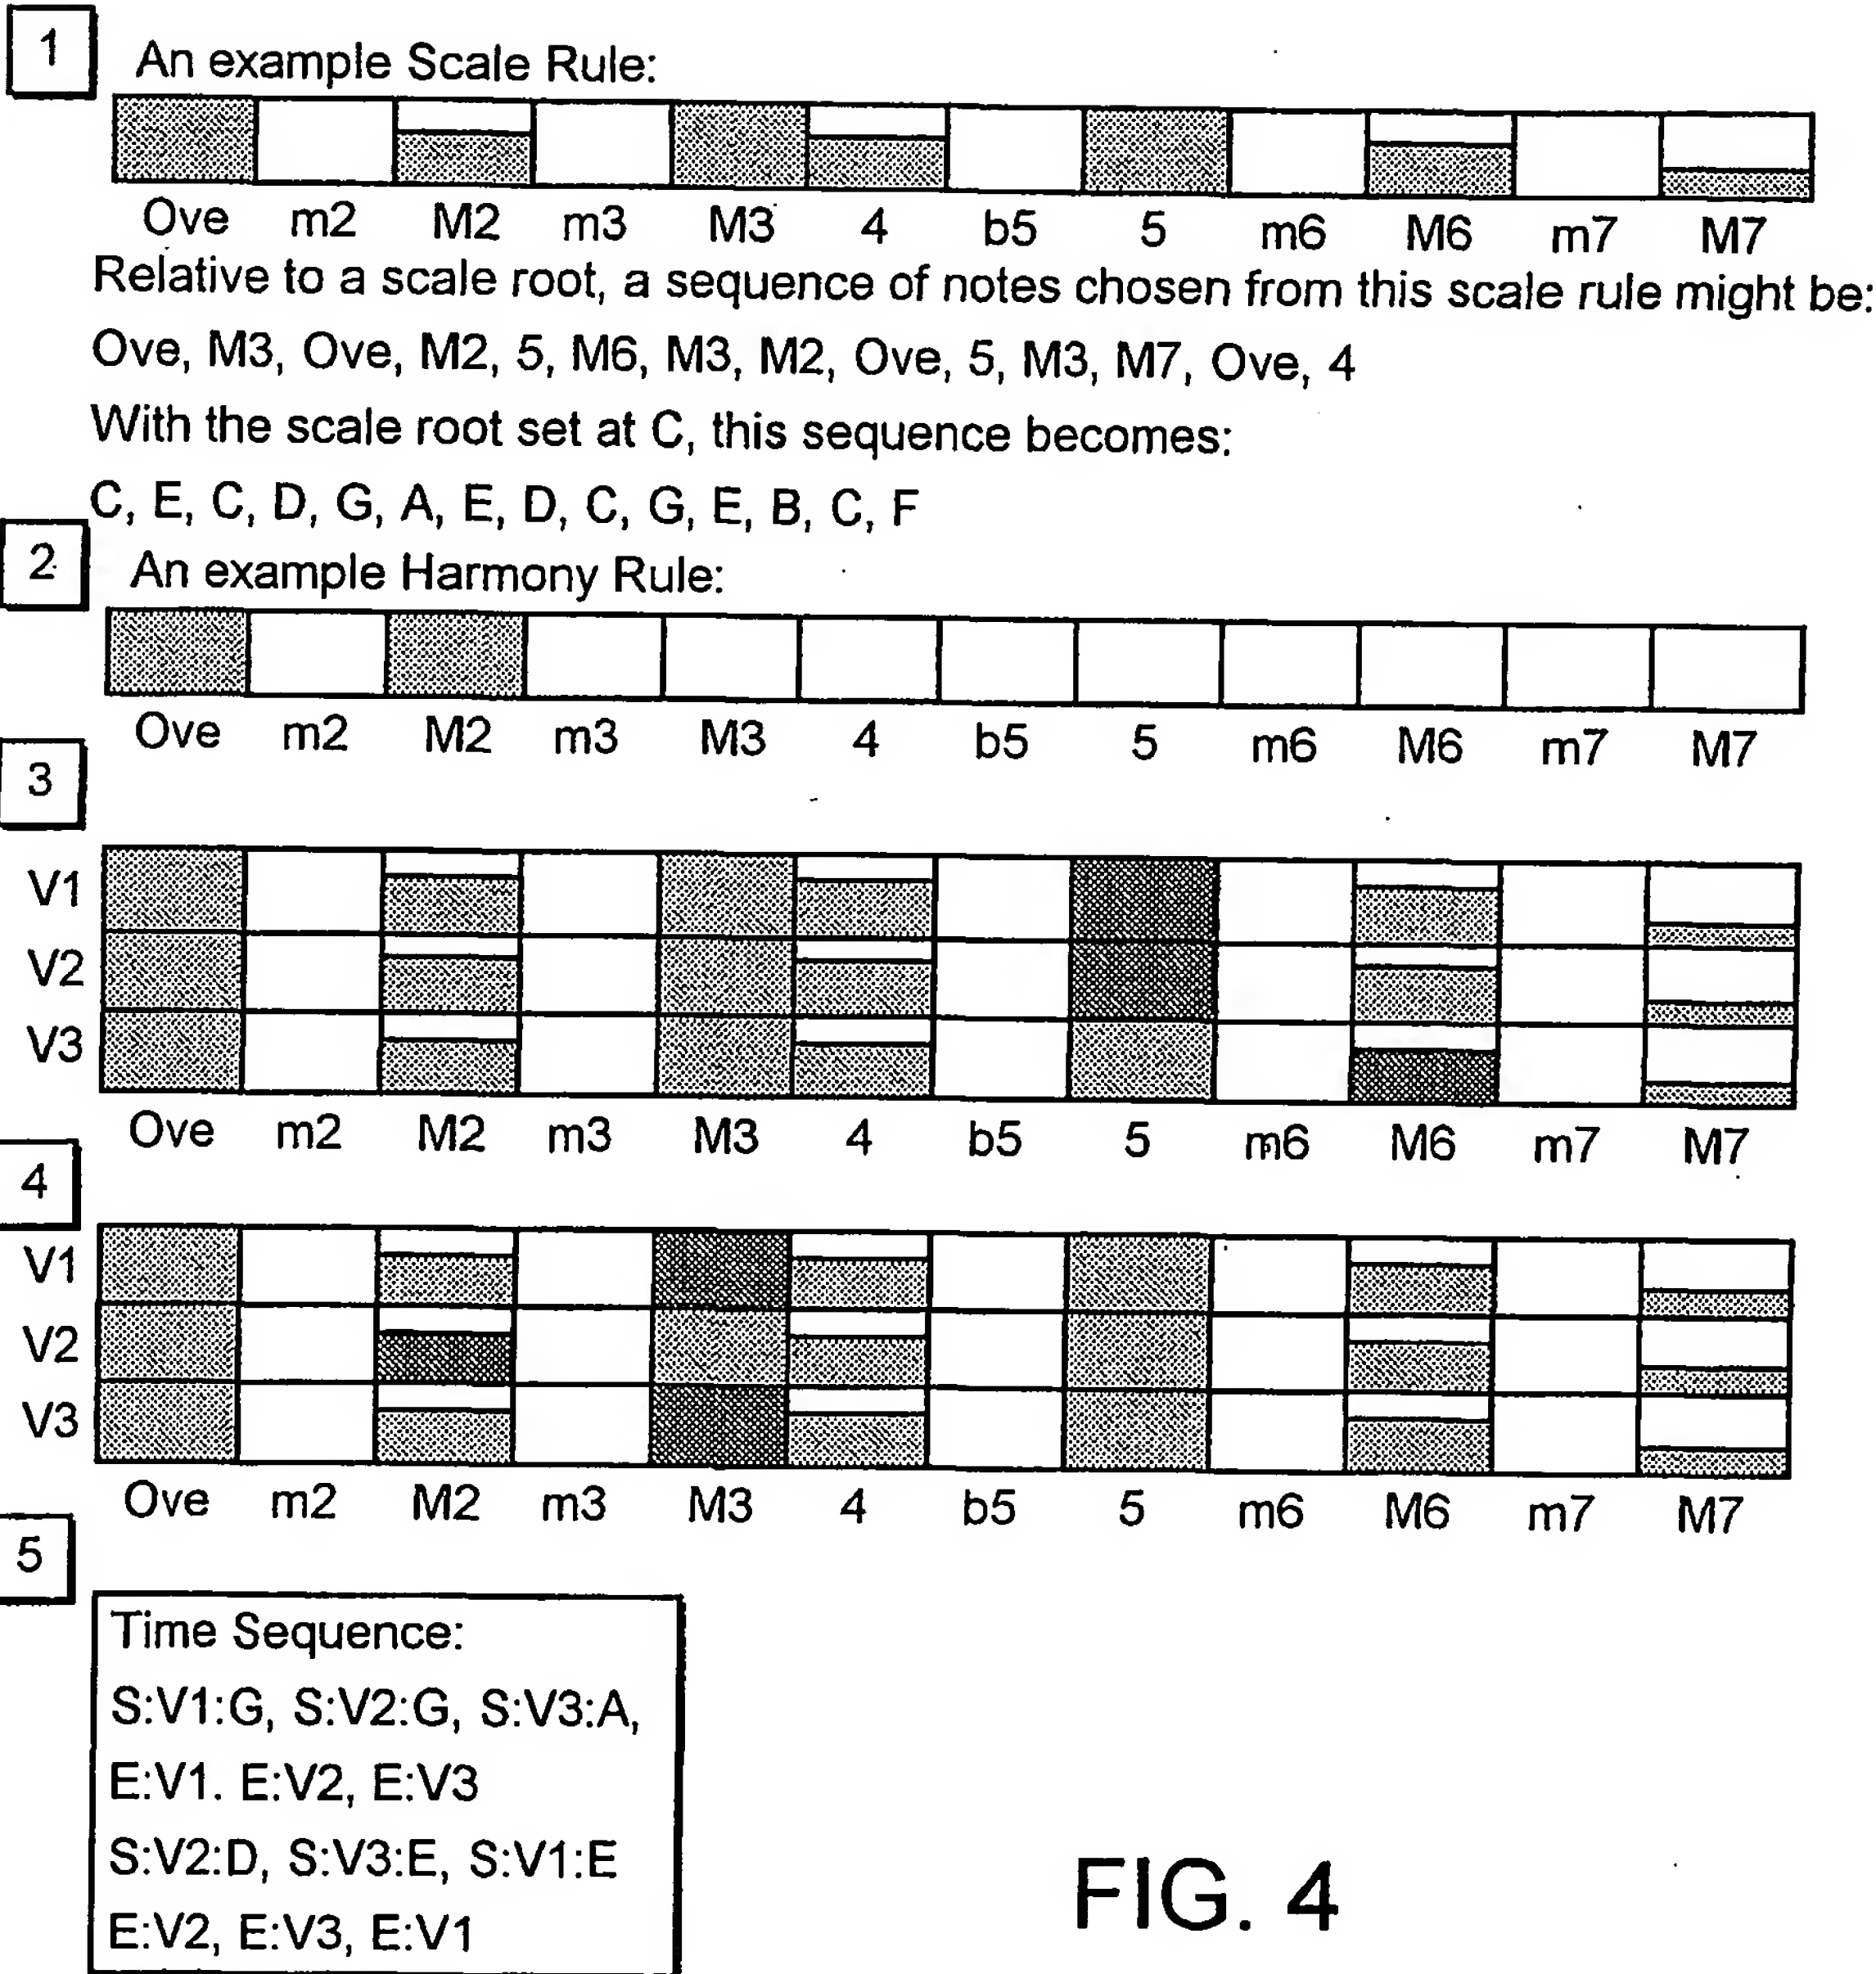 1
An example Scale Rule:
Ove m2 M2 m3 M3 4 b5 5 m6 M6 m7 M7
Relative to a scale root, a sequence of notes chosen from this scale rule might be:
Ove, M3, Ove, M2, 5, M6, M3, M2, Ove, 5, M3, M7, Ove, 4
With the scale root set at C, this sequence becomes:
C, E, C, D, G, A, E, D, C, G, E, B, C, F
2
An example Harmony Rule:
Ove m2 M2 m3 M3 4 b5 5 m6 M6 m7 M7
3
V1
V2
V3
Ove m2 M2 m3 M3 4 b5 5 m6 M6 m7 M7
4
V1
V2
V3
Ove m2 M2 m3 M3 4 b5 5 m6 M6 m7 M7
5
Time Sequence:
S:V1:G, S:V2:G, S:V3:A,
E:V1. E:V2, E:V3
S:V2:D, S:V3:E, S:V1:E
E:V2, E:V3, E:V1
FIG. 4